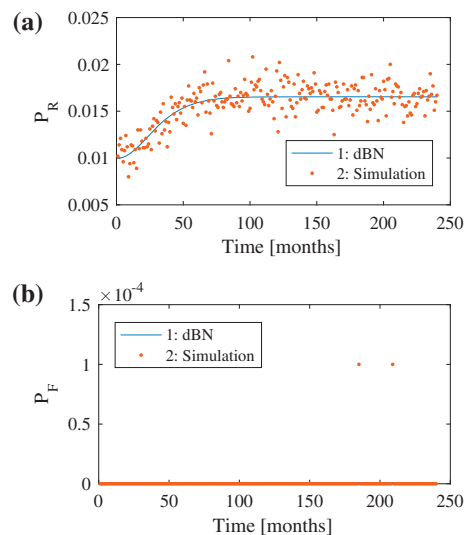 (a)
0.025
0.02
0.015
0.01
0.005
P_R
1: dBN
2: Simulation
0 50 100 150 200 250
Time [months]
(b)
×10⁻⁴
1.5
1
0.5
0
P_F
1: dBN
2: Simulation
0 50 100 150 200 250
Time [months]